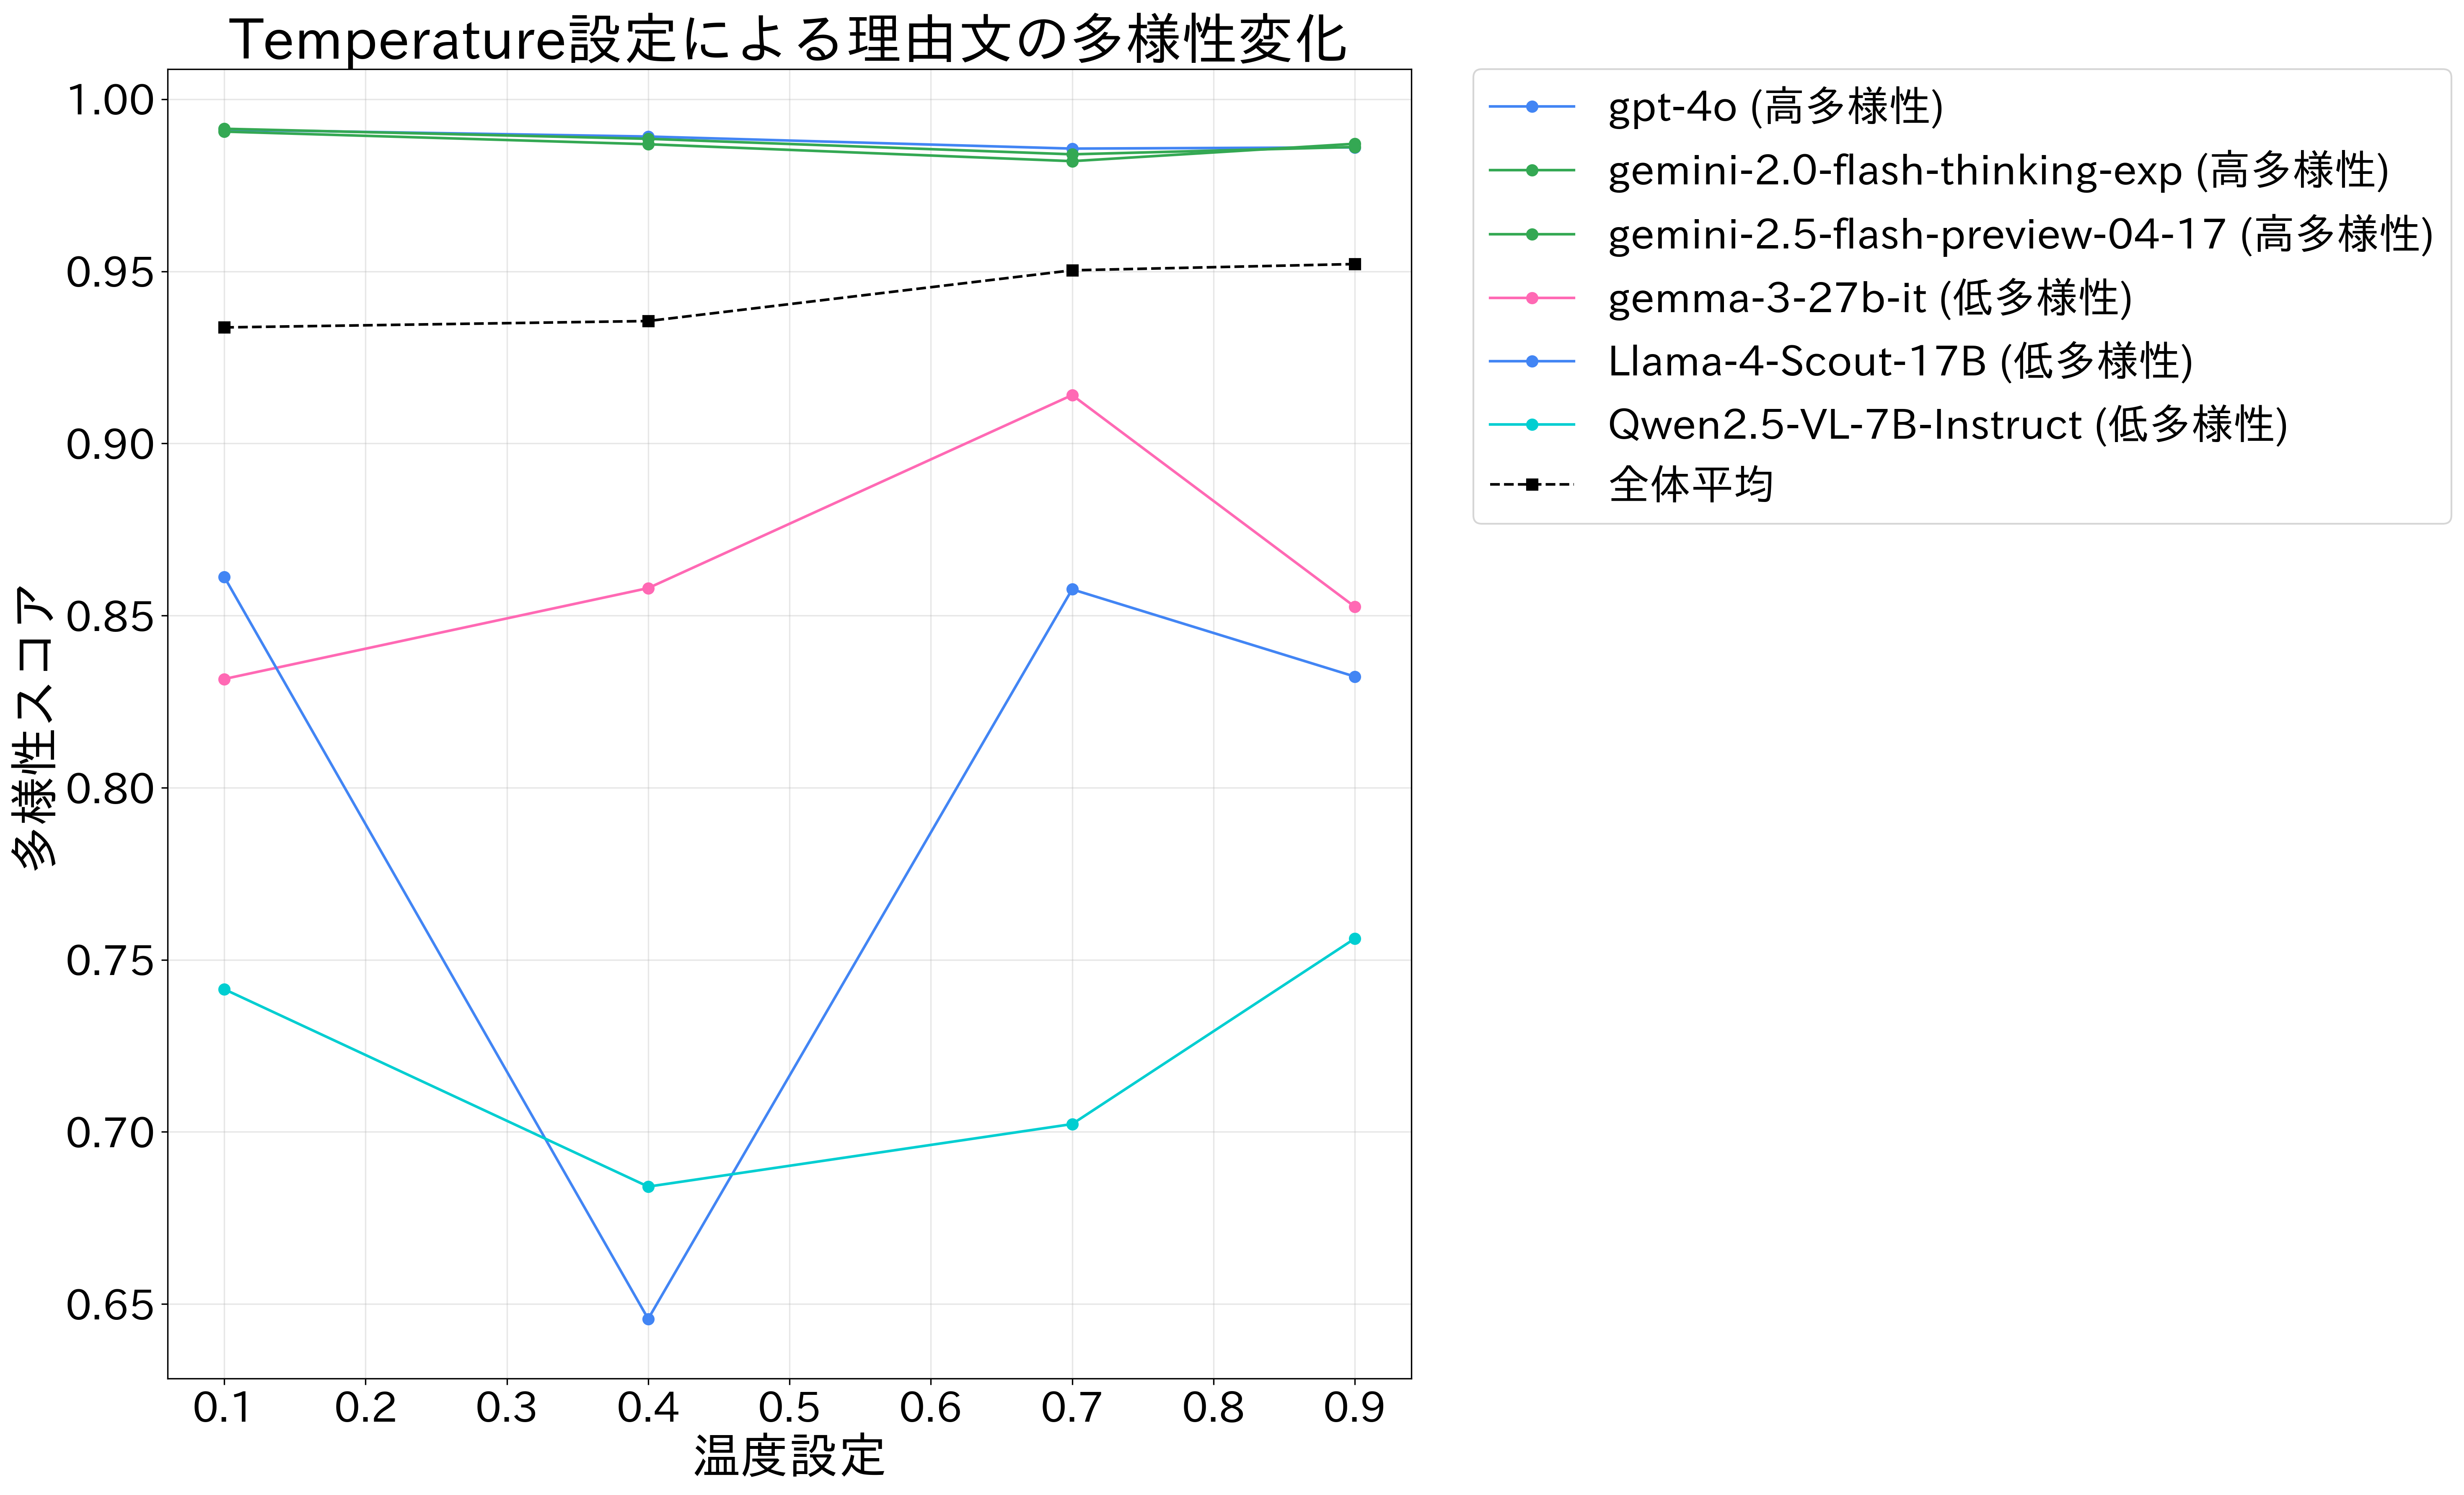 Temperature設定による理由文の多様性変化
1.00
0.95
0.90
0.85
0.80
0.75
0.70
0.65
多様性スコア
0.1 0.2 0.3 0.4 0.5 0.6 0.7 0.8 0.9
温度設定
gpt-4o (高多様性)
gemini-2.0-flash-thinking-exp (高多様性)
gemini-2.5-flash-preview-04-17 (高多様性)
gemma-3-27b-it (低多様性)
Llama-4-Scout-17B (低多様性)
Qwen2.5-VL-7B-Instruct (低多様性)
全体平均